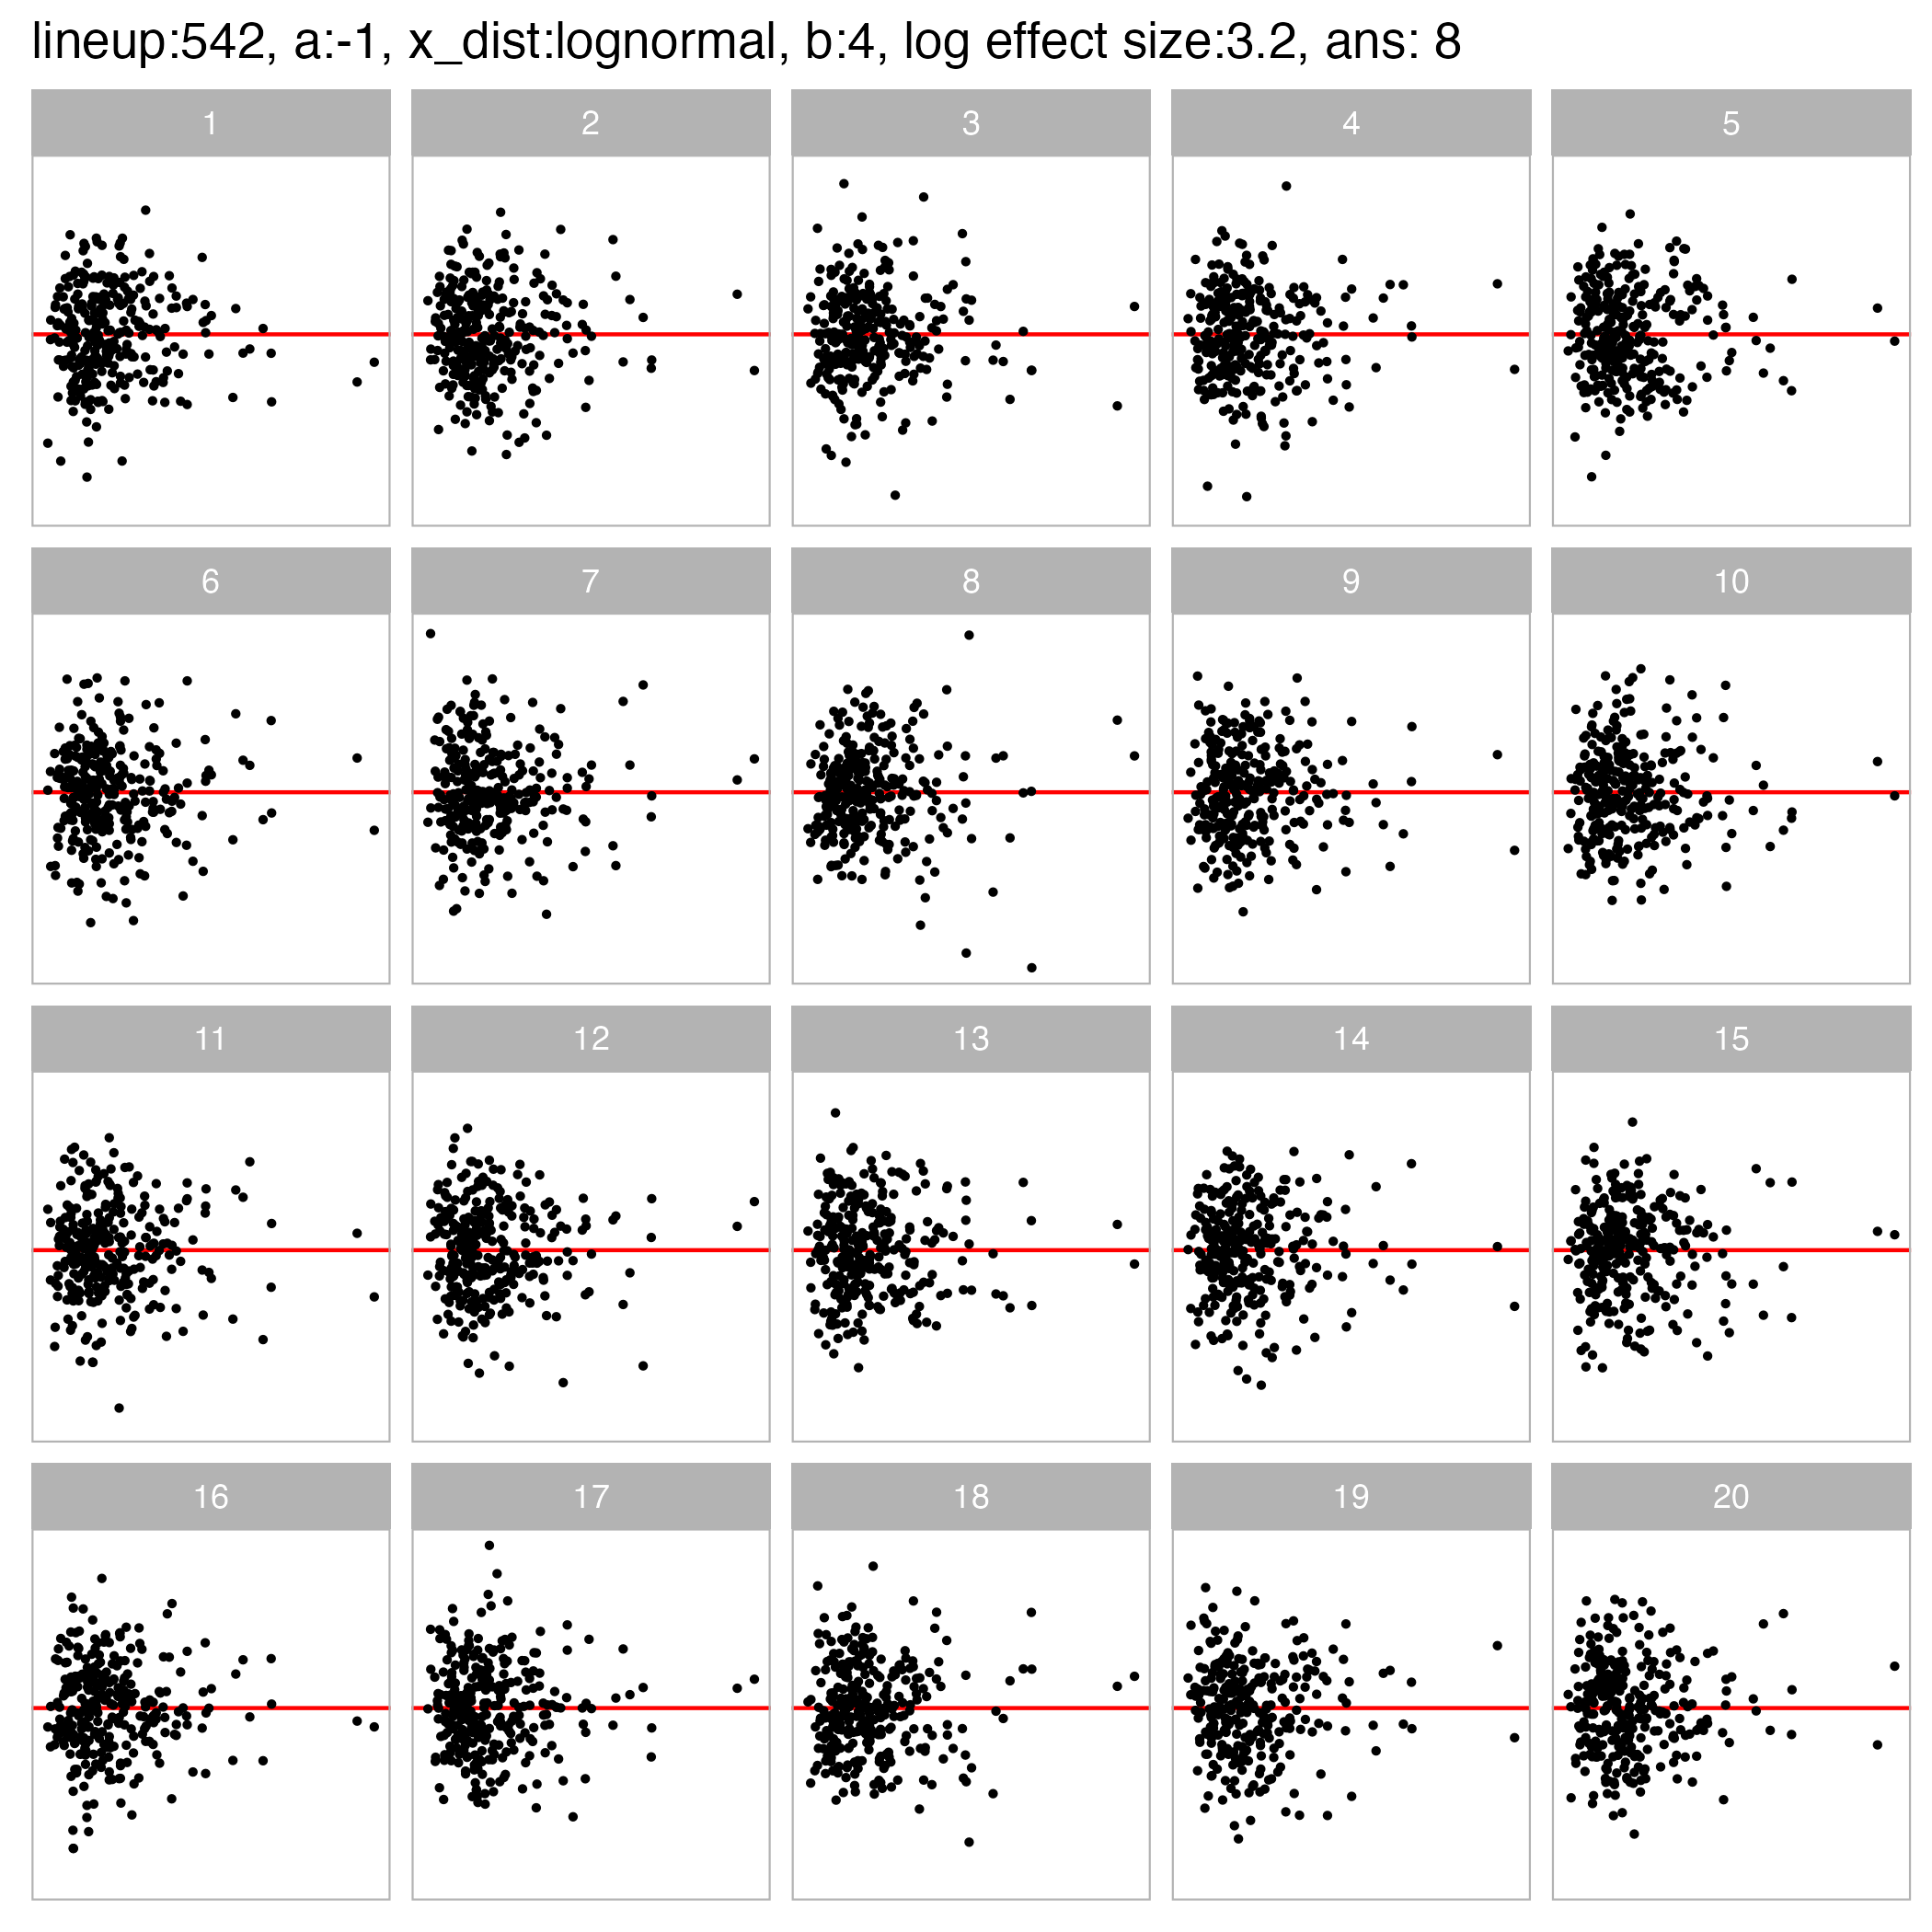 lineup:542, a:-1, x_dist:lognormal, b:4, log effect size:3.2, ans: 8
1 2 3 4 5
6 7 8 9 10
11 12 13 14 15
16 17 18 19 20